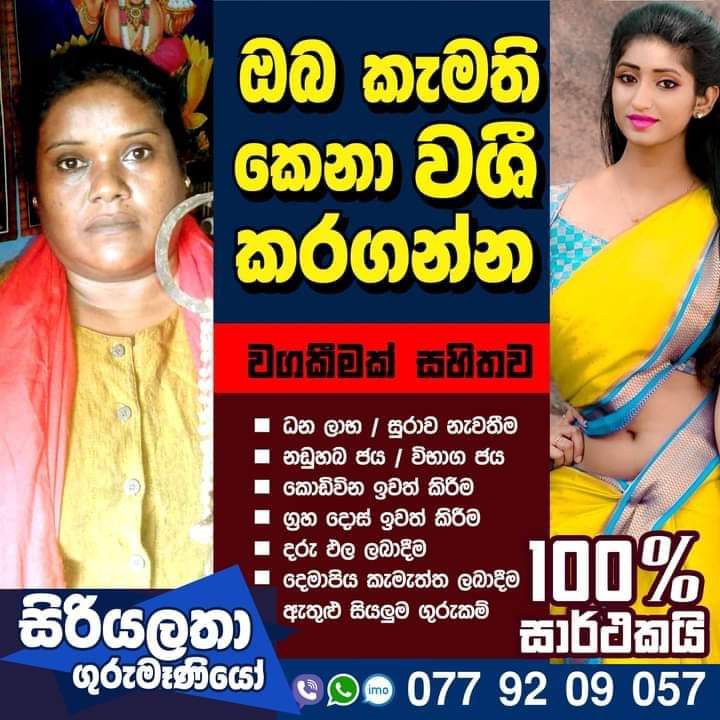 ඔබ කැමති
කෙනා වශී
කරගන්න
වගකීමක් සහිතව
ධන ලාභ / සුරාව නැවතීම
නඩුහබ ජය / විභාග ජය
කොඩිවින ඉවත් කිරීම
ග්‍රහ දොස් ඉවත් කිරීම
දරු ඵල ලබාදීම
දෙමාපිය කැමැත්ත ලබාදීම
ඇතුළු සියලුම ගුරුකම්
100%
සාර්ථකයි
සිරියලතා
ගුරුමෑණියෝ
imo 077 92 09 057